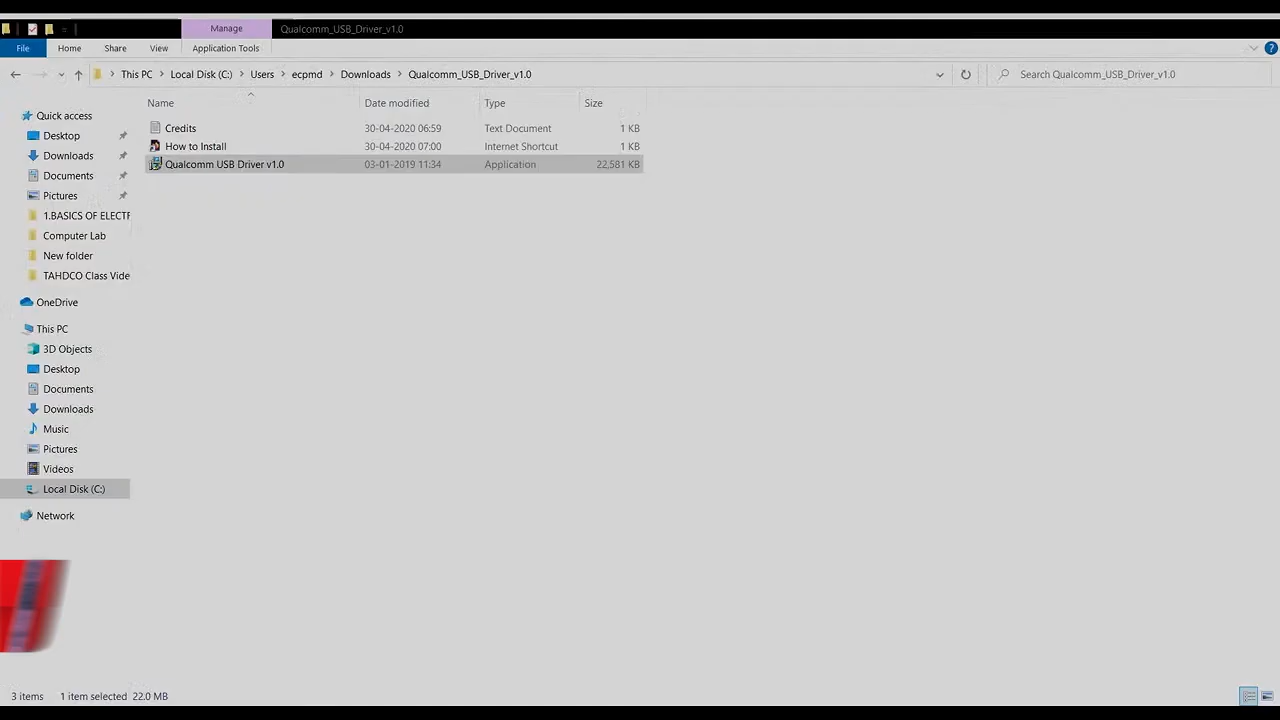 Manage Qualcomm_USB_Driver_v1.0
File Home Share View Application Tools
This PC Local Disk (C:) Users ecpmd Downloads Qualcomm_USB_Driver_v1.0 Search Qualcomm_USB_Driver_v1.0
Name Date modified Type Size
Credits 30-04-2020 06:59 Text Document 1 KB
How to Install 30-04-2020 07:00 Internet Shortcut 1 KB
Qualcomm USB Driver v1.0 03-01-2019 11:34 Application 22,581 KB
Quick access
Desktop
Downloads
Documents
Pictures
1.BASICS OF ELECTF
Computer Lab
New folder
TAHDCO Class Vide
OneDrive
This PC
3D Objects
Desktop
Documents
Downloads
Music
Pictures
Videos
Local Disk (C:)
Network
3 items 1 item selected 22.0 MB